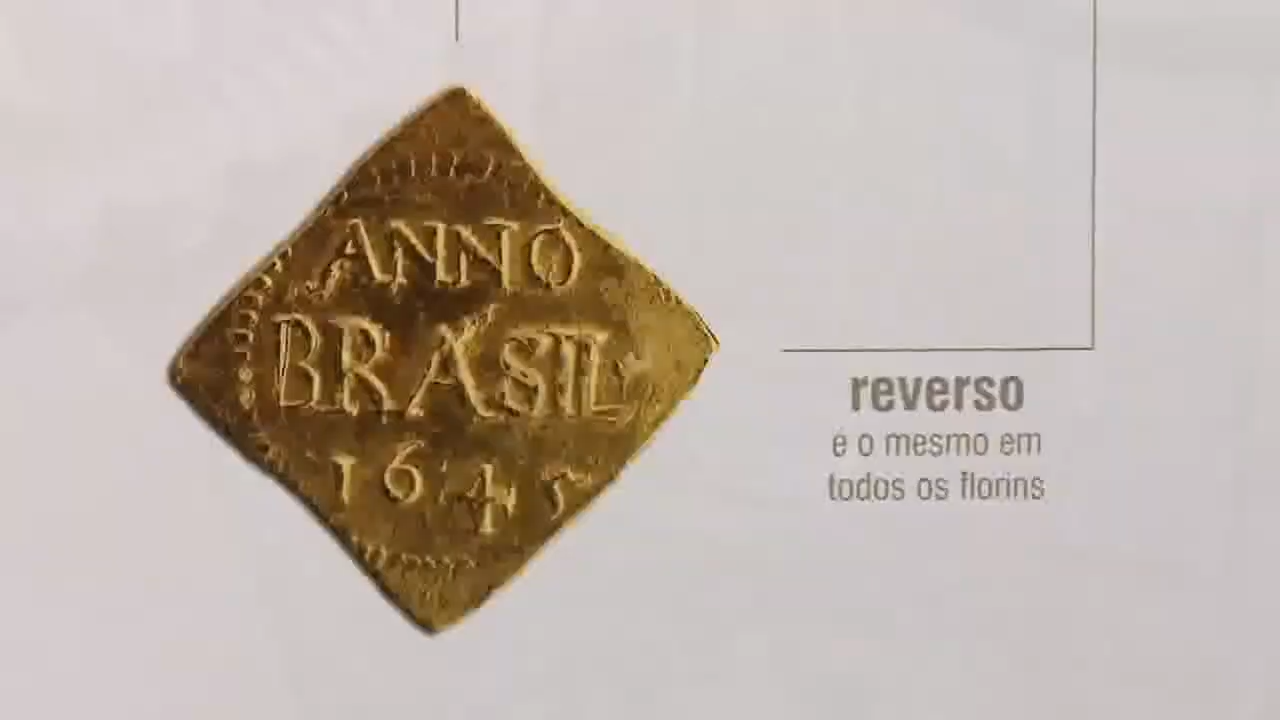 ANNO
BRASIL
1645
reverso
é o mesmo em
todos os florins